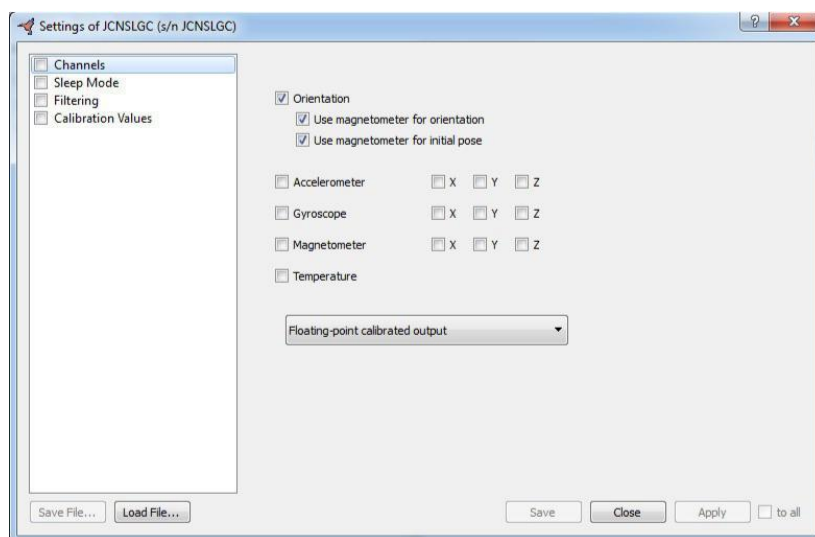 Settings of JCNSLGC (s/n JCNSLGC)
Channels
Sleep Mode
Filtering
Calibration Values
Orientation
Use magnetometer for orientation
Use magnetometer for initial pose
Accelerometer X Y Z
Gyroscope X Y Z
Magnetometer X Y Z
Temperature
Floating-point calibrated output
Save File... Load File... Save Close Apply to all